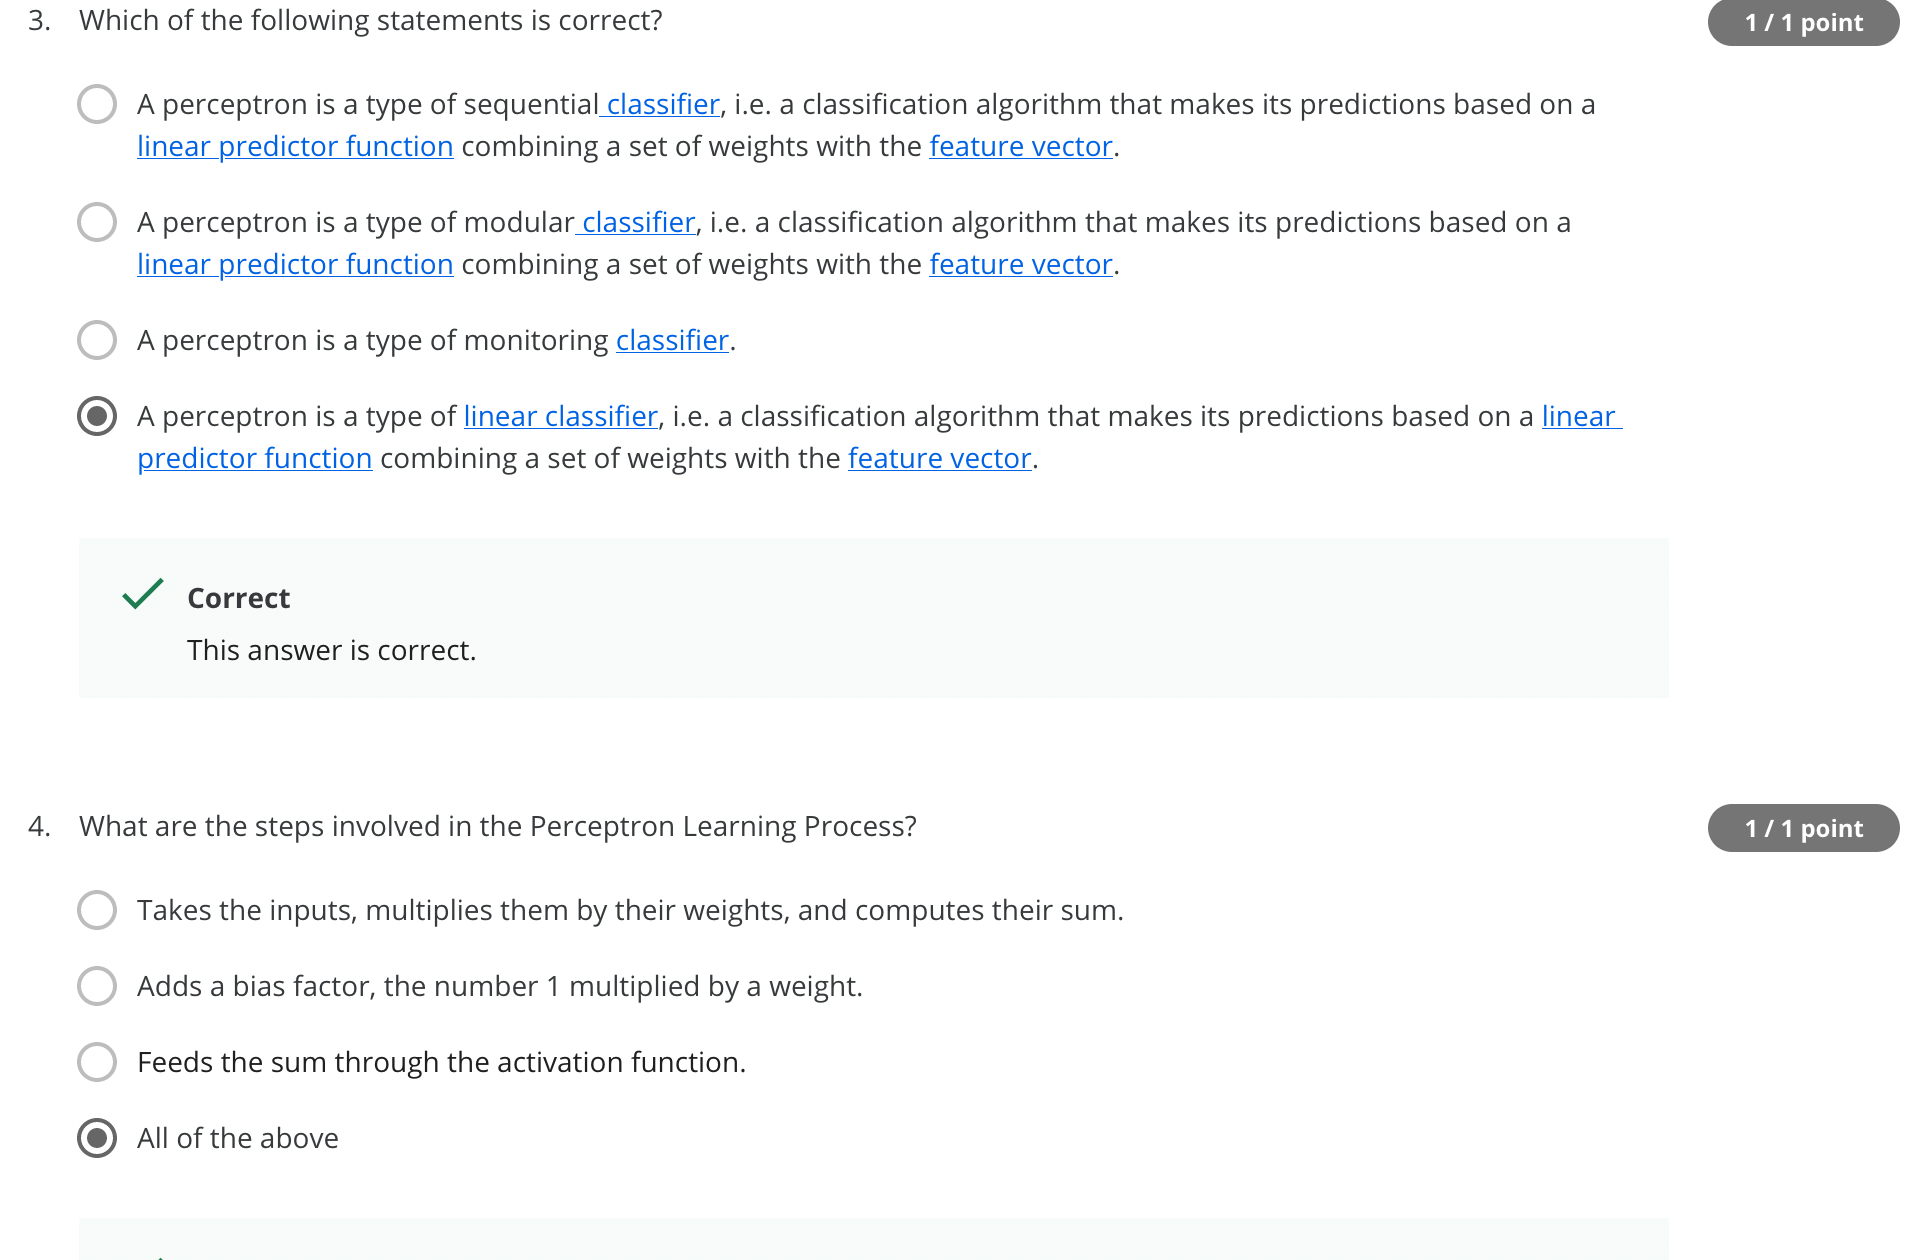 3. Which of the following statements is correct?
1 / 1 point
A perceptron is a type of sequential classifier, i.e. a classification algorithm that makes its predictions based on a
linear predictor function combining a set of weights with the feature vector.
A perceptron is a type of modular classifier, i.e. a classification algorithm that makes its predictions based on a
linear predictor function combining a set of weights with the feature vector.
A perceptron is a type of monitoring classifier.
A perceptron is a type of linear classifier, i.e. a classification algorithm that makes its predictions based on a linear
predictor function combining a set of weights with the feature vector.
Correct
This answer is correct.
4. What are the steps involved in the Perceptron Learning Process?
1 / 1 point
Takes the inputs, multiplies them by their weights, and computes their sum.
Adds a bias factor, the number 1 multiplied by a weight.
Feeds the sum through the activation function.
All of the above